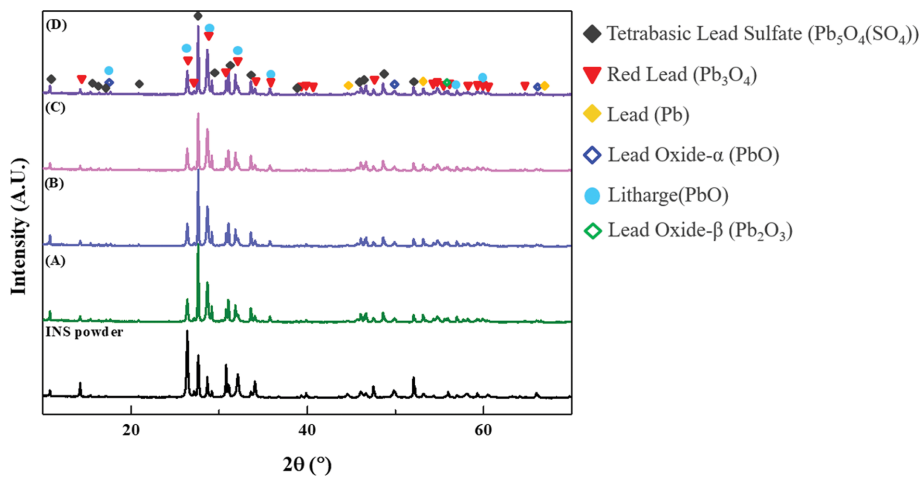 (D)
(C)
(B)
(A)
INS powder
Intensity (A.U.)
20 40 60
2θ (°)
Tetrabasic Lead Sulfate (Pb₅O₄(SO₄))
Red Lead (Pb₃O₄)
Lead (Pb)
Lead Oxide-α (PbO)
Litharge(PbO)
Lead Oxide-β (Pb₂O₃)